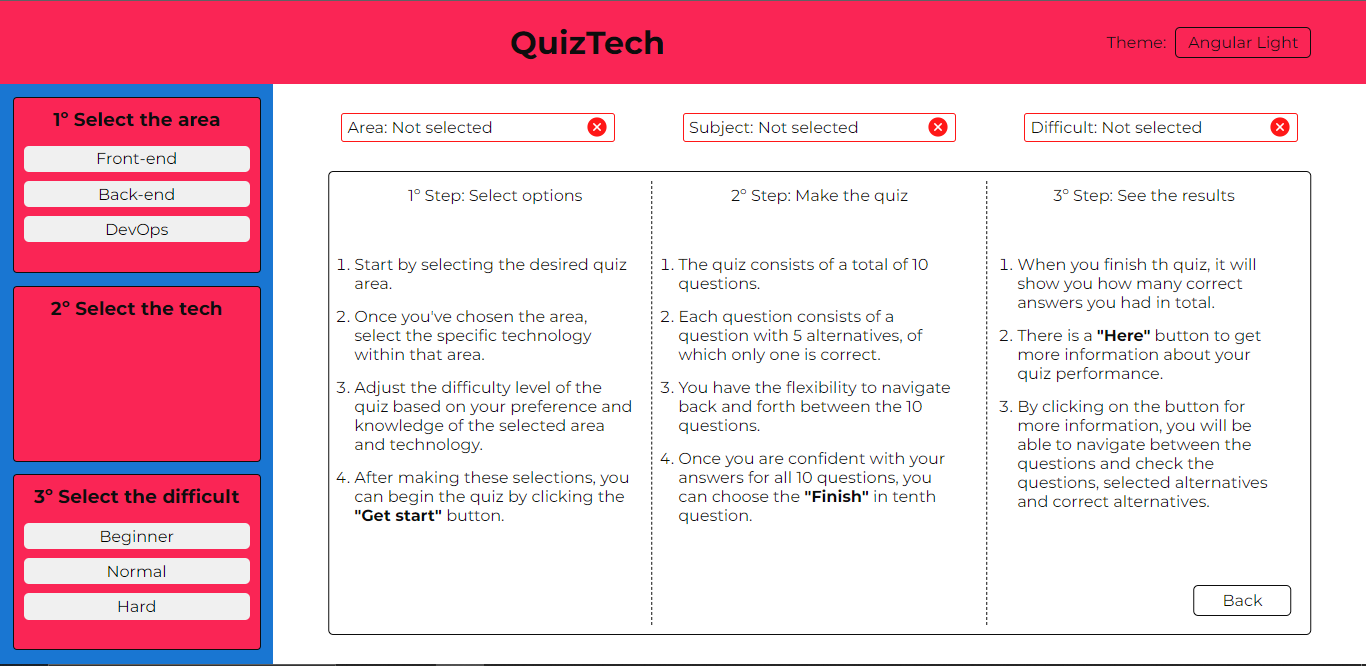 QuizTech
Theme: Angular Light
1º Select the area
Front-end
Back-end
DevOps
2º Select the tech
3º Select the difficult
Beginner
Normal
Hard
Area: Not selected
Subject: Not selected
Difficult: Not selected
1º Step: Select options
1. Start by selecting the desired quiz
area.
2. Once you've chosen the area,
select the specific technology
within that area.
3. Adjust the difficulty level of the
quiz based on your preference and
knowledge of the selected area
and technology.
4. After making these selections, you
can begin the quiz by clicking the
"Get start" button.
2º Step: Make the quiz
1. The quiz consists of a total of 10
questions.
2. Each question consists of a
question with 5 alternatives, of
which only one is correct.
3. You have the flexibility to navigate
back and forth between the 10
questions.
4. Once you are confident with your
answers for all 10 questions, you
can choose the "Finish" in tenth
question.
3º Step: See the results
1. When you finish th quiz, it will
show you how many correct
answers you had in total.
2. There is a "Here" button to get
more information about your
quiz performance.
3. By clicking on the button for
more information, you will be
able to navigate between the
questions and check the
questions, selected alternatives
and correct alternatives.
Back